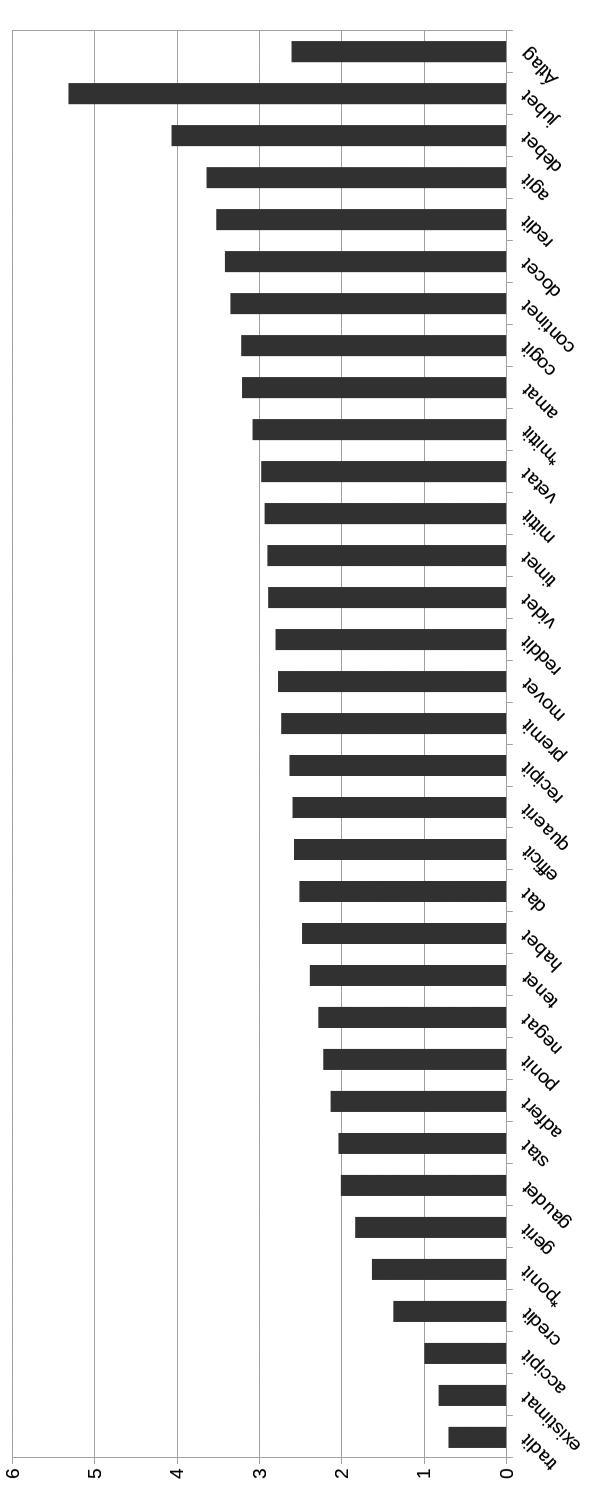 6
5
4
3
2
1
0
tradit
existimat
accipit
credit
*ponit
gerit
gaudet
stat
adfert
ponit
negat
tenet
habet
dat
efficit
quaerit
recipit
premit
movet
reddit
videt
timet
mittit
vetat
*mittit
amat
cogit
continet
docet
redit
agit
debet
jubet
Átlag